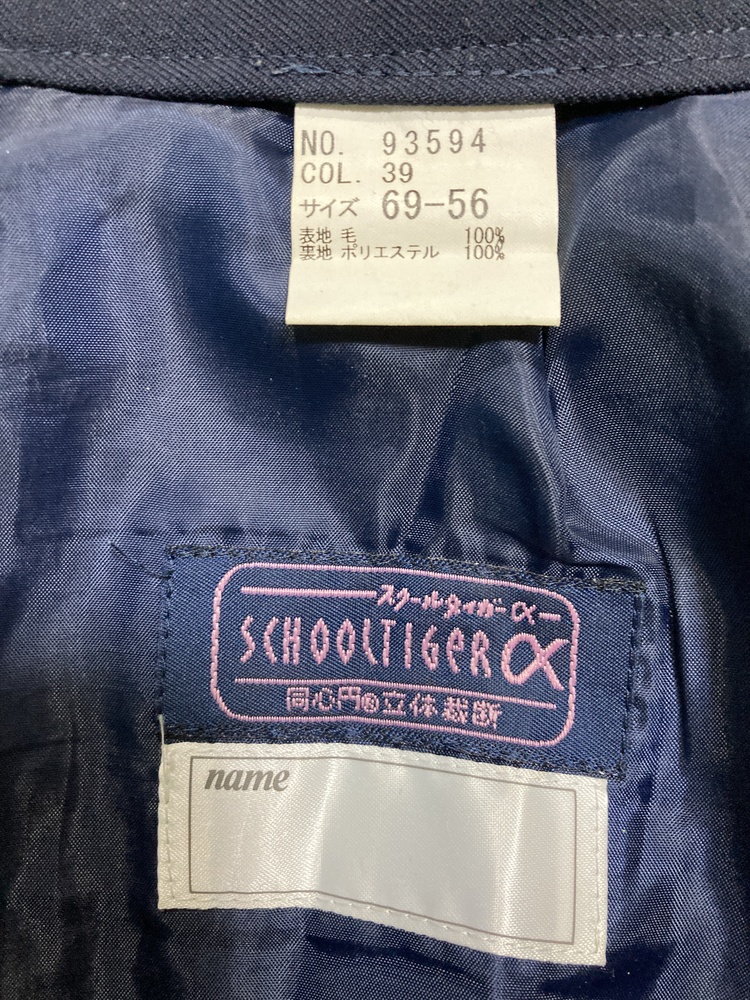 NO. 93594
COL. 39
サイズ 69-56
表地 毛 100%
裏地 ポリエステル 100%
スクールタイガーα
SCHOOLTIGERα
同心円の立体裁断
name